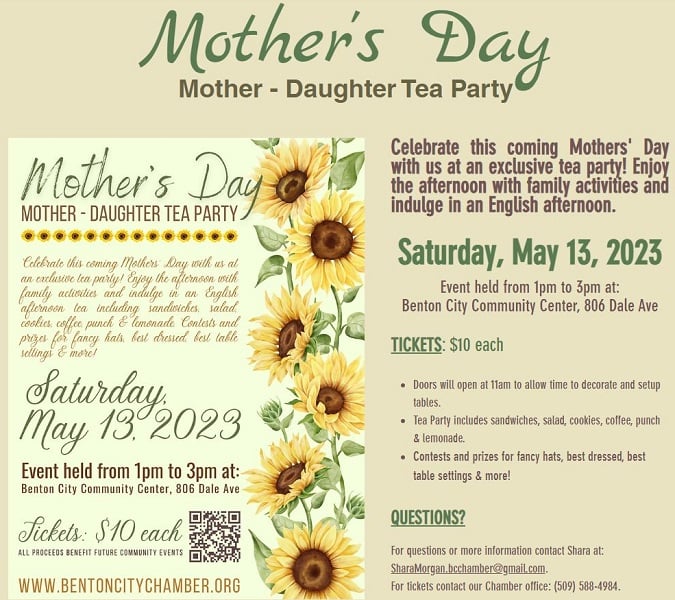 Mother's Day
Mother - Daughter Tea Party
Mother's Day
MOTHER - DAUGHTER TEA PARTY
Celebrate this coming Mothers' Day with us at
an exclusive tea party! Enjoy the afternoon with
family activities and indulge in an English
afternoon tea including sandwiches, salad,
cookies, coffee, punch & lemonade. Contests and
prizes for fancy hats, best dressed, best table
settings & more!
Saturday,
May 13, 2023
Event held from 1pm to 3pm at:
Benton City Community Center, 806 Dale Ave
Tickets: $10 each
ALL PROCEEDS BENEFIT FUTURE COMMUNITY EVENTS
WWW.BENTONCITYCHAMBER.ORG
Celebrate this coming Mothers' Day
with us at an exclusive tea party! Enjoy
the afternoon with family activities and
indulge in an English afternoon.
Saturday, May 13, 2023
Event held from 1pm to 3pm at:
Benton City Community Center, 806 Dale Ave
TICKETS: $10 each
• Doors will open at 11am to allow time to decorate and setup
tables.
• Tea Party includes sandwiches, salad, cookies, coffee, punch
& lemonade.
• Contests and prizes for fancy hats, best dressed, best
table settings & more!
QUESTIONS?
For questions or more information contact Shara at:
SharaMorgan.bcchamber@gmail.com.
For tickets contact our Chamber office: (509) 588-4984.